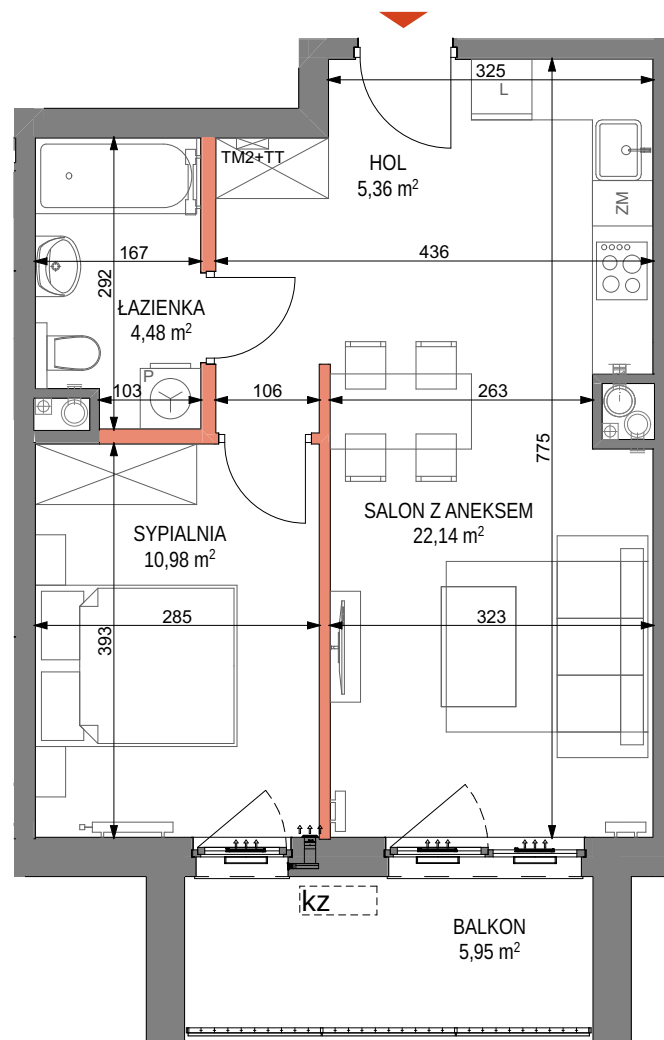 325
L
TM2+TT
HOL
5,36 m²
ZM
167
436
292
ŁAZIENKA
4,48 m²
P
103
106
263
775
SALON Z ANEKSEM
22,14 m²
SYPIALNIA
10,98 m²
285
323
393
kz
BALKON
5,95 m²